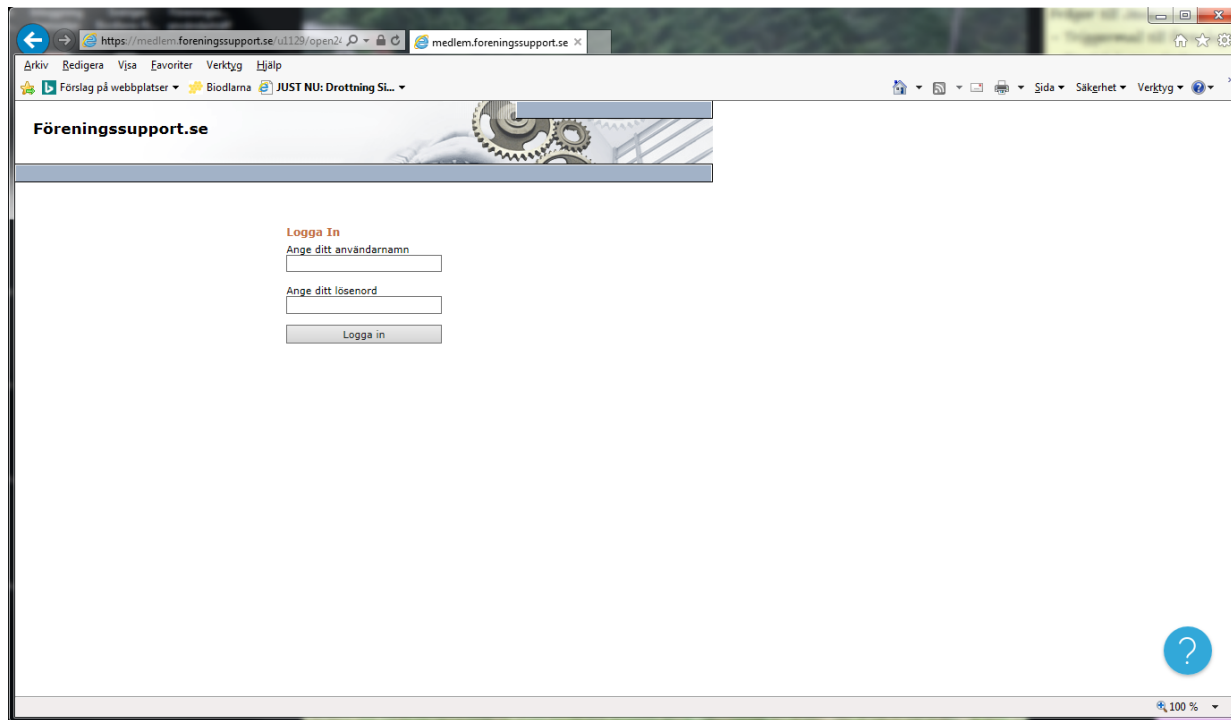 https://medlem.foreningssupport.se/u1129/open24
medlem.foreningssupport.se
Arkiv Redigera Visa Favoriter Verktyg Hjälp
Förslag på webbplatser Biodlarna JUST NU: Drottning Si... Sida Säkerhet Verktyg
Föreningssupport.se
Logga In
Ange ditt användarnamn
Ange ditt lösenord
Logga in
?
100 %